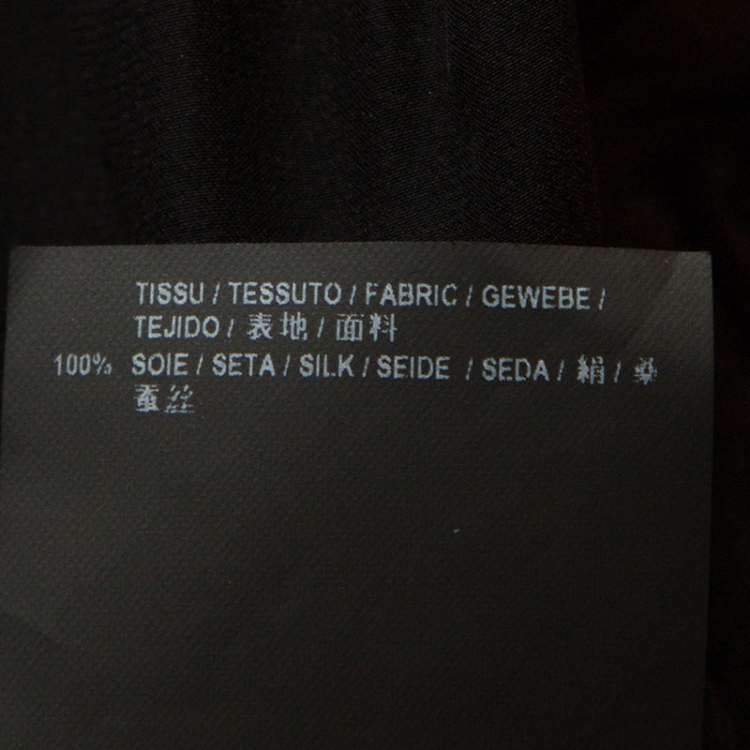 TISSU / TESSUTO / FABRIC / GEWEBE /
TEJIDO / 表地 / 面料
100% SOIE / SETA / SILK / SEIDE / SEDA / 絹 / 桑
蚕丝